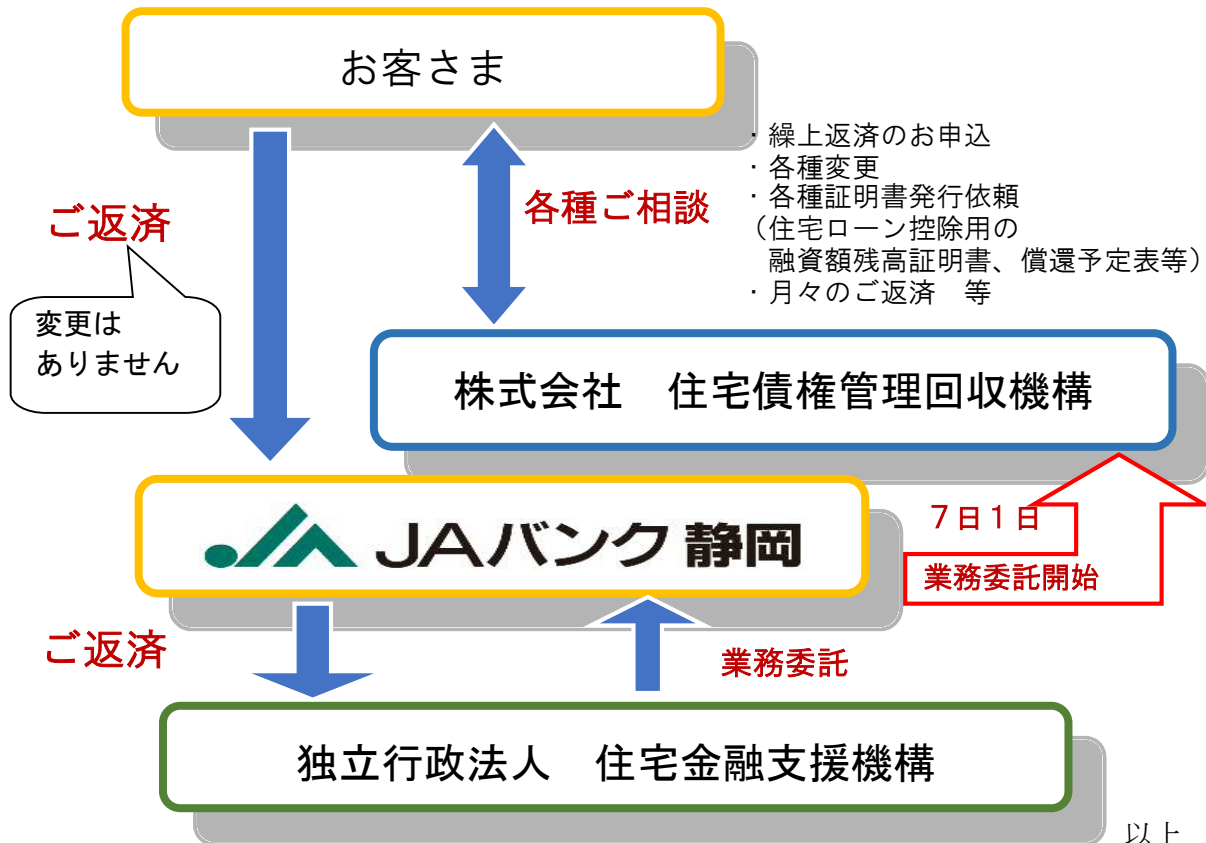 お客さま
・繰上返済のお申込
・各種変更
・各種証明書発行依頼
（住宅ローン控除用の
融資額残高証明書、償還予定表等）
・月々のご返済　等
各種ご相談
ご返済
変更は
ありません
株式会社　住宅債権管理回収機構
JAバンク 静岡
７日１日
業務委託開始
ご返済
業務委託
独立行政法人　住宅金融支援機構
以上